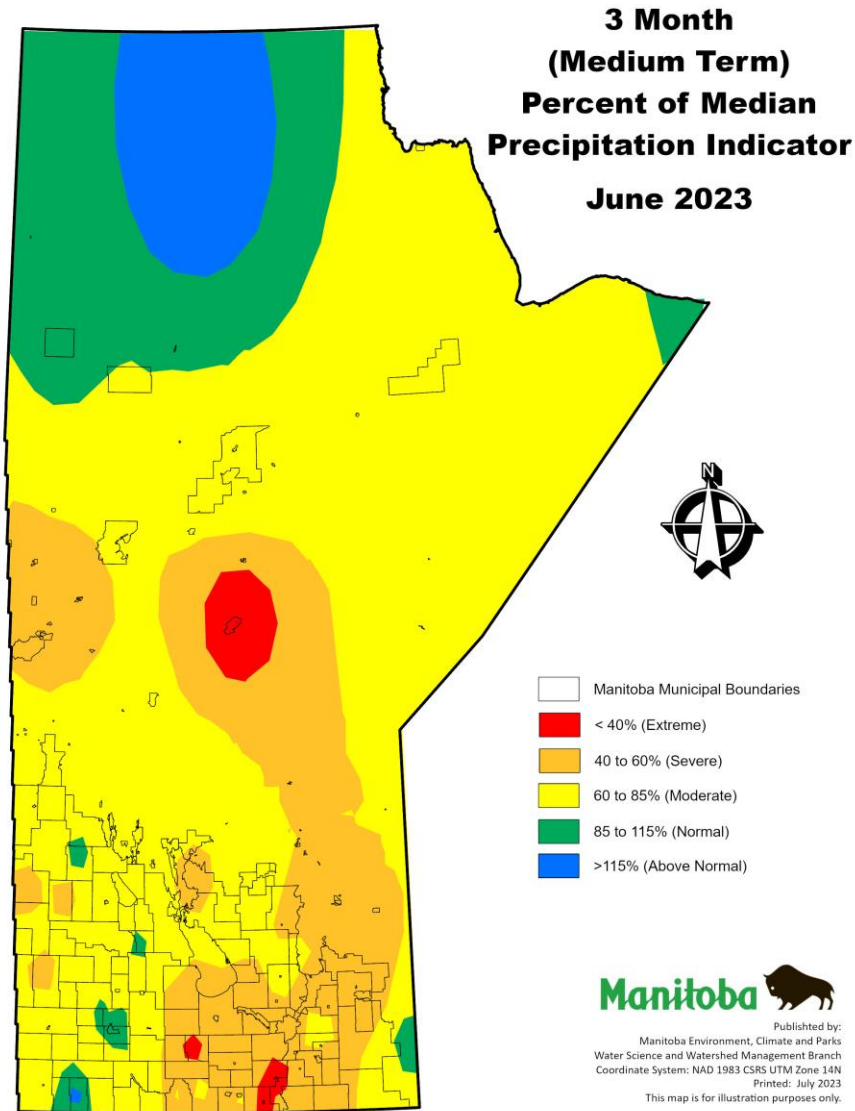 3 Month
(Medium Term)
Percent of Median
Precipitation Indicator
June 2023
N
Manitoba Municipal Boundaries
< 40% (Extreme)
40 to 60% (Severe)
60 to 85% (Moderate)
85 to 115% (Normal)
>115% (Above Normal)
Manitoba
Publishted by:
Manitoba Environment, Climate and Parks
Water Science and Watershed Management Branch
Coordinate System: NAD 1983 CSRS UTM Zone 14N
Printed: July 2023
This map is for illustration purposes only.